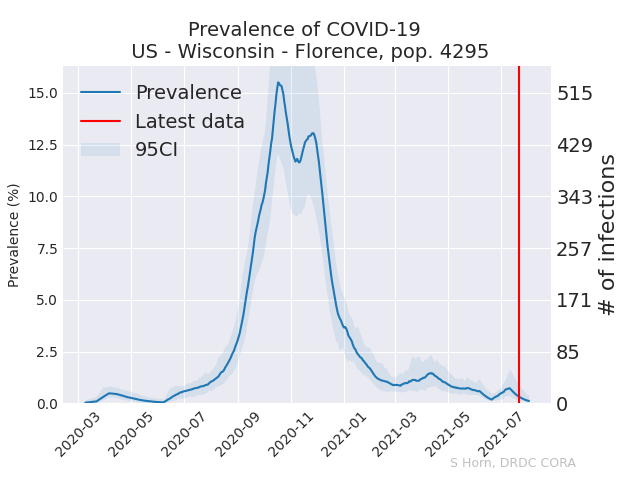 Prevalence of COVID-19
US - Wisconsin - Florence, pop. 4295
Prevalence
Latest data
95CI
Prevalence (%)
15.0
12.5
10.0
7.5
5.0
2.5
0.0
515
429
343
257
171
85
0
# of infections
2020-03
2020-05
2020-07
2020-09
2020-11
2021-01
2021-03
2021-05
2021-07
S Horn, DRDC CORA